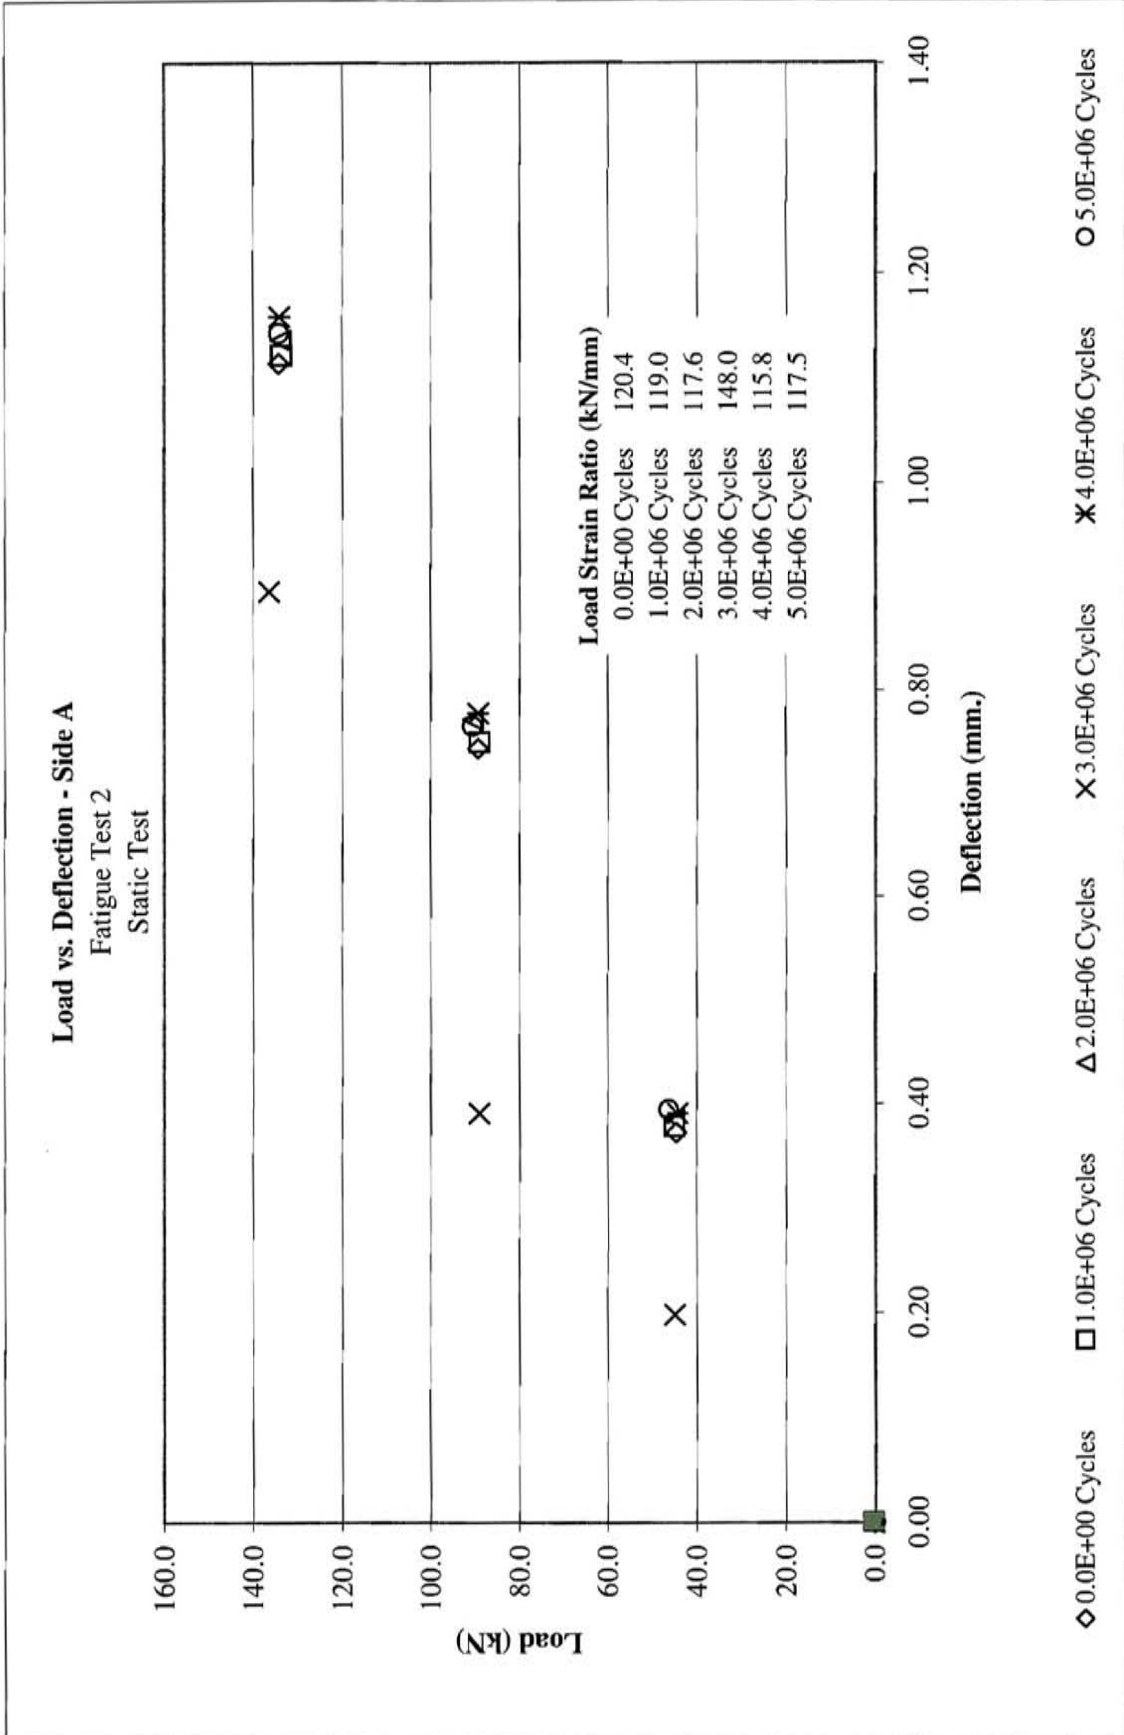 Load vs. Deflection - Side A
Fatigue Test 2
Static Test
160.0
140.0
120.0
100.0
80.0
60.0
40.0
20.0
0.0
Load (kN)
Load Strain Ratio (kN/mm)
0.0E+00 Cycles 120.4
1.0E+06 Cycles 119.0
2.0E+06 Cycles 117.6
3.0E+06 Cycles 148.0
4.0E+06 Cycles 115.8
5.0E+06 Cycles 117.5
0.00 0.20 0.40 0.60 0.80 1.00 1.20 1.40
Deflection (mm.)
0.0E+00 Cycles 1.0E+06 Cycles 2.0E+06 Cycles 3.0E+06 Cycles 4.0E+06 Cycles 5.0E+06 Cycles